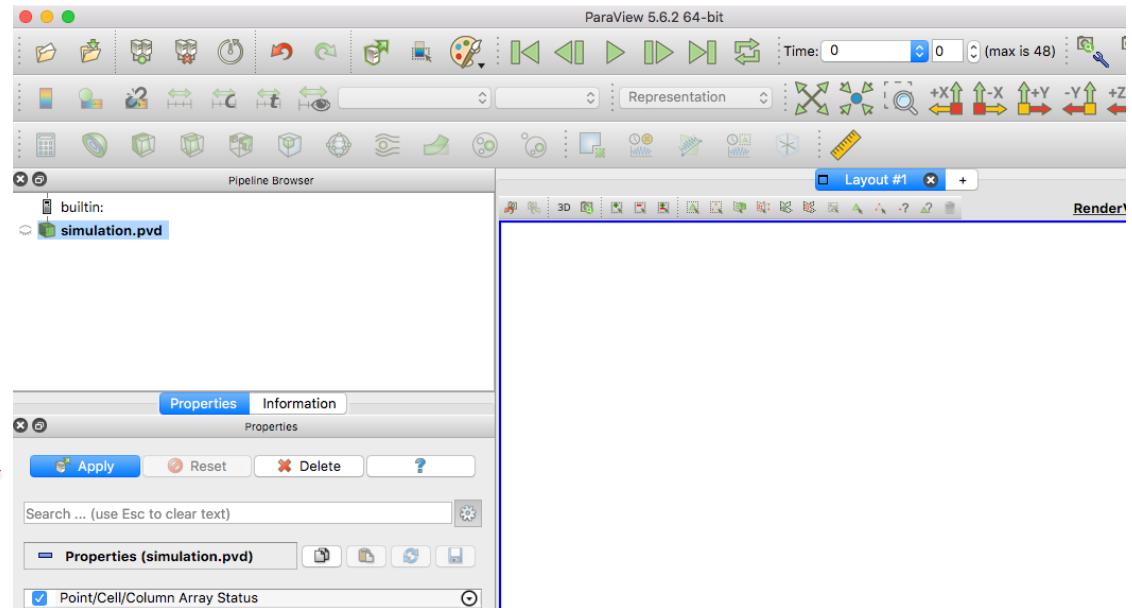 ParaView 5.6.2 64-bit
Time: 0 0 (max is 48)
Representation +X -X +Y -Y +Z
Pipeline Browser
Layout #1 +
builtin:
3D
simulation.pvd
Properties Information
Properties
Apply Reset Delete ?
Search ... (use Esc to clear text)
Properties (simulation.pvd)
Point/Cell/Column Array Status